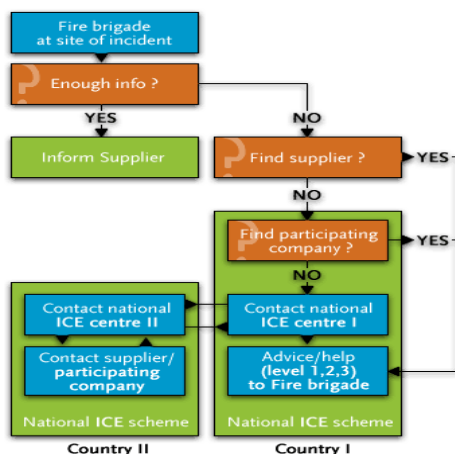 Fire brigade
at site of incident
? Enough info ?
YES
NO
Inform Supplier
? Find supplier ?
YES
NO
? Find participating
company ?
YES
NO
Contact national
ICE centre II
Contact national
ICE centre I
Contact supplier/
participating
company
Advice/help
(level 1,2,3)
to Fire brigade
National ICE scheme
National ICE scheme
Country II
Country I